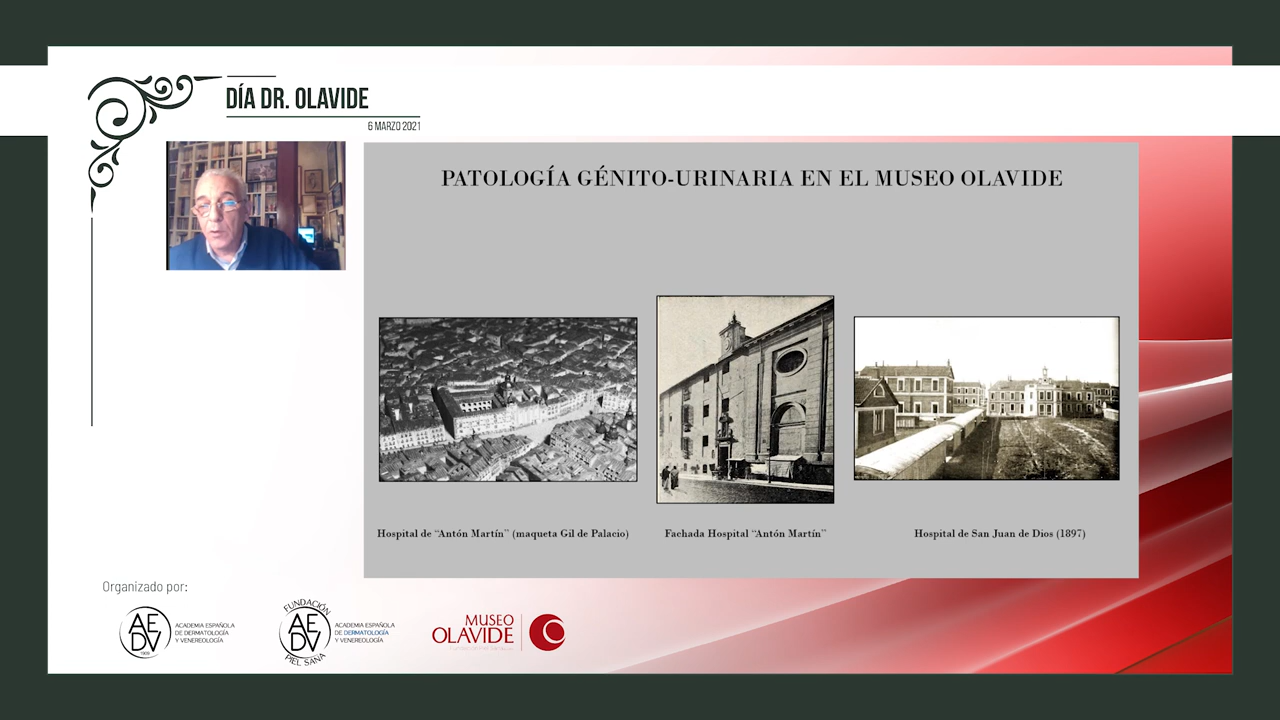 DÍA DR. OLAVIDE
6 MARZO 2021
PATOLOGÍA GÉNITO-URINARIA EN EL MUSEO OLAVIDE
Hospital de “Antón Martín” (maqueta Gil de Palacio)
Fachada Hospital “Antón Martín”
Hospital de San Juan de Dios (1897)
Organizado por:
AEDV
1909
ACADEMIA ESPAÑOLA
DE DERMATOLOGÍA
Y VENEREOLOGÍA
FUNDACIÓN
AEDV
PIEL SANA
ACADEMIA ESPAÑOLA
DE DERMATOLOGÍA
Y VENEREOLOGÍA
MUSEO
OLAVIDE